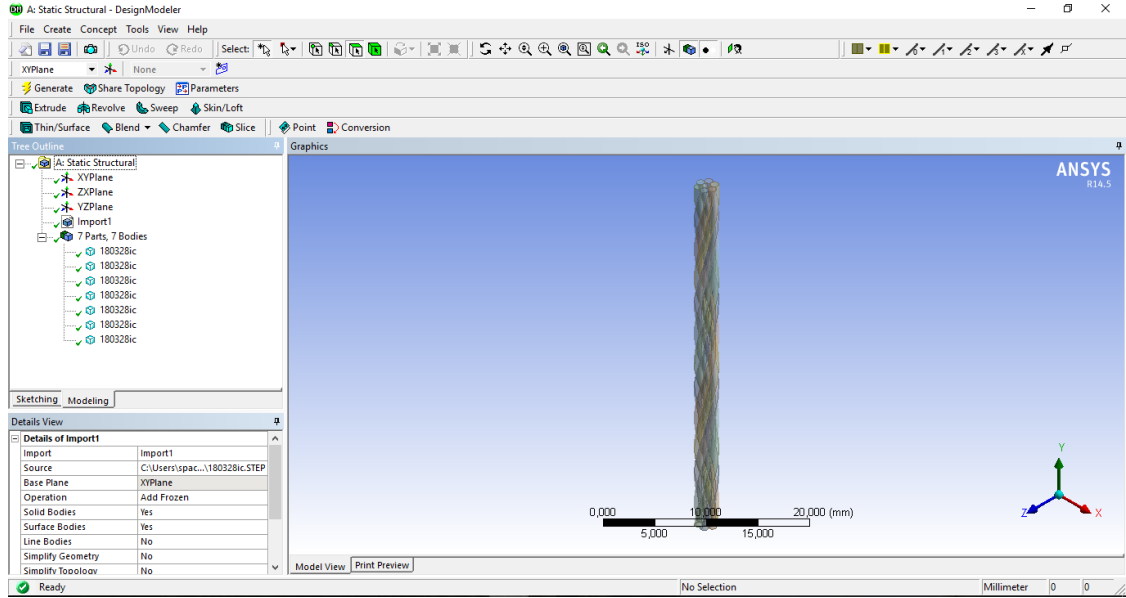 A: Static Structural - DesignModeler
File Create Concept Tools View Help
Undo Redo Select:
XYPlane None
Generate Share Topology Parameters
Extrude Revolve Sweep Skin/Loft
Thin/Surface Blend Chamfer Slice Point Conversion
Tree Outline
A: Static Structural
XYPlane
ZXPlane
YZPlane
Import1
7 Parts, 7 Bodies
180328ic
180328ic
180328ic
180328ic
180328ic
180328ic
180328ic
Sketching Modeling
Details View
Details of Import1
Import Import1
Source C:\Users\spac...\180328ic.STEP
Base Plane XYPlane
Operation Add Frozen
Solid Bodies Yes
Surface Bodies Yes
Line Bodies No
Simplify Geometry No
Simplify Topology No
Graphics
ANSYS
R14.5
0,000 10,000 20,000 (mm)
5,000 15,000
Y
Z X
Model View Print Preview
Ready No Selection Millimeter 0 0